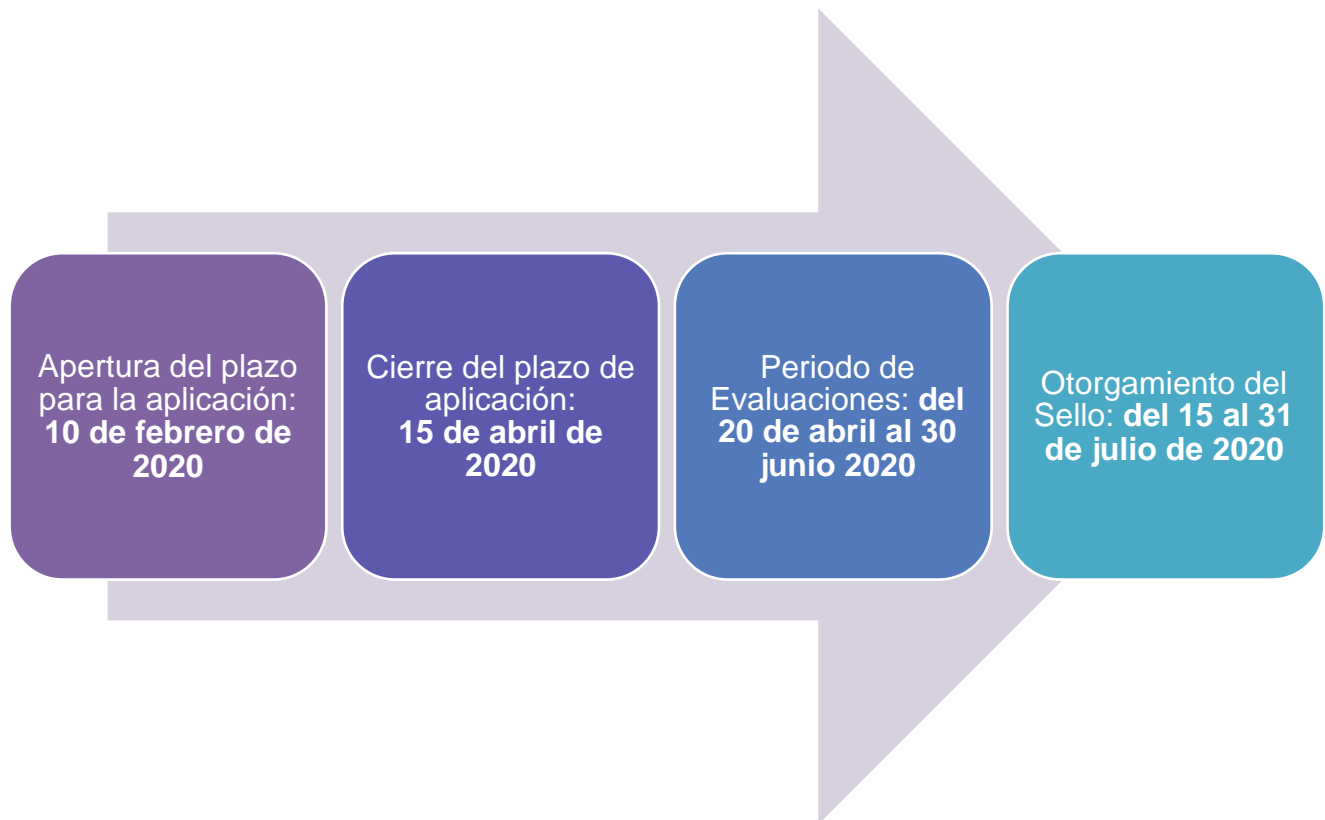 Apertura del plazo
para la aplicación:
10 de febrero de
2020
Cierre del plazo de
aplicación:
15 de abril de
2020
Periodo de
Evaluaciones: del
20 de abril al 30
junio 2020
Otorgamiento del
Sello: del 15 al 31
de julio de 2020